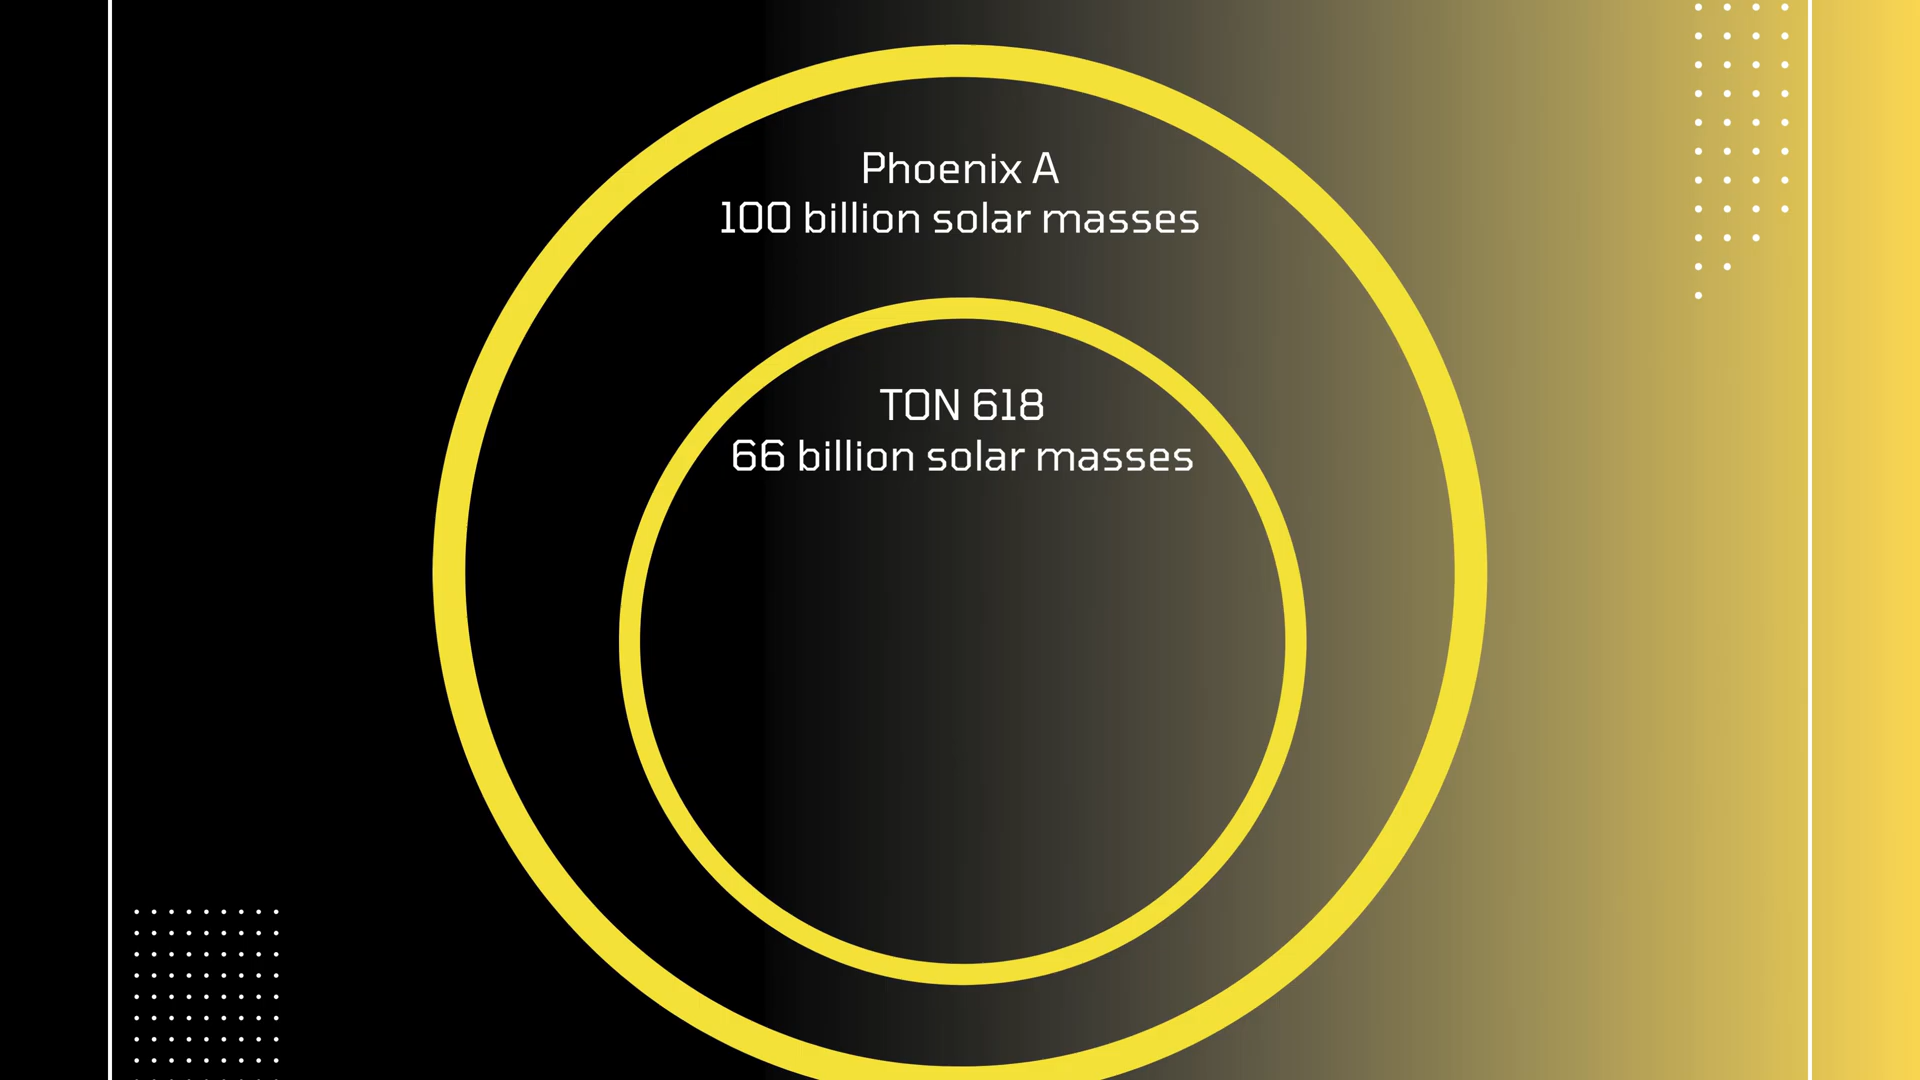 Phoenix A
100 billion solar masses
TON 618
66 billion solar masses